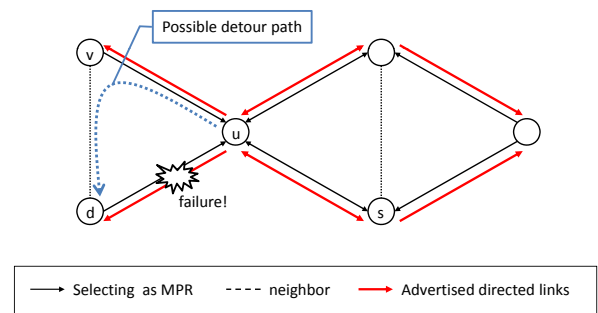 Possible detour path
v
u
d
failure!
s
Selecting as MPR
neighbor
Advertised directed links